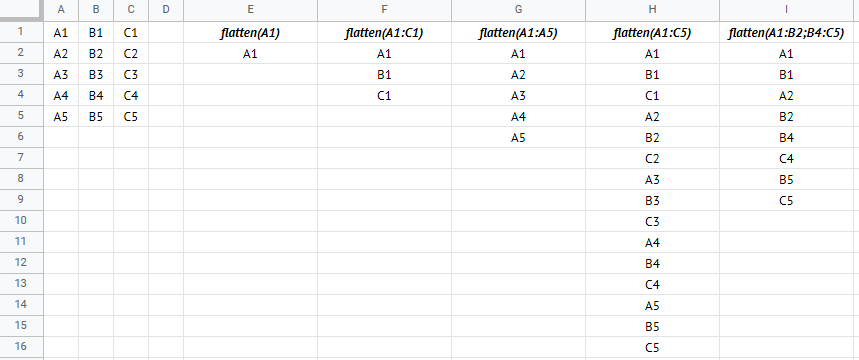 A B C D E F G H I
1 A1 B1 C1 flatten(A1) flatten(A1:C1) flatten(A1:A5) flatten(A1:C5) flatten(A1:B2;B4:C5)
2 A2 B2 C2 A1 A1 A1 A1 A1
3 A3 B3 C3 B1 A2 B1 B1
4 A4 B4 C4 C1 A3 C1 A2
5 A5 B5 C5 A4 A2 B2
6 A5 B2 B4
7 C2 C4
8 A3 B5
9 B3 C5
10 C3
11 A4
12 B4
13 C4
14 A5
15 B5
16 C5